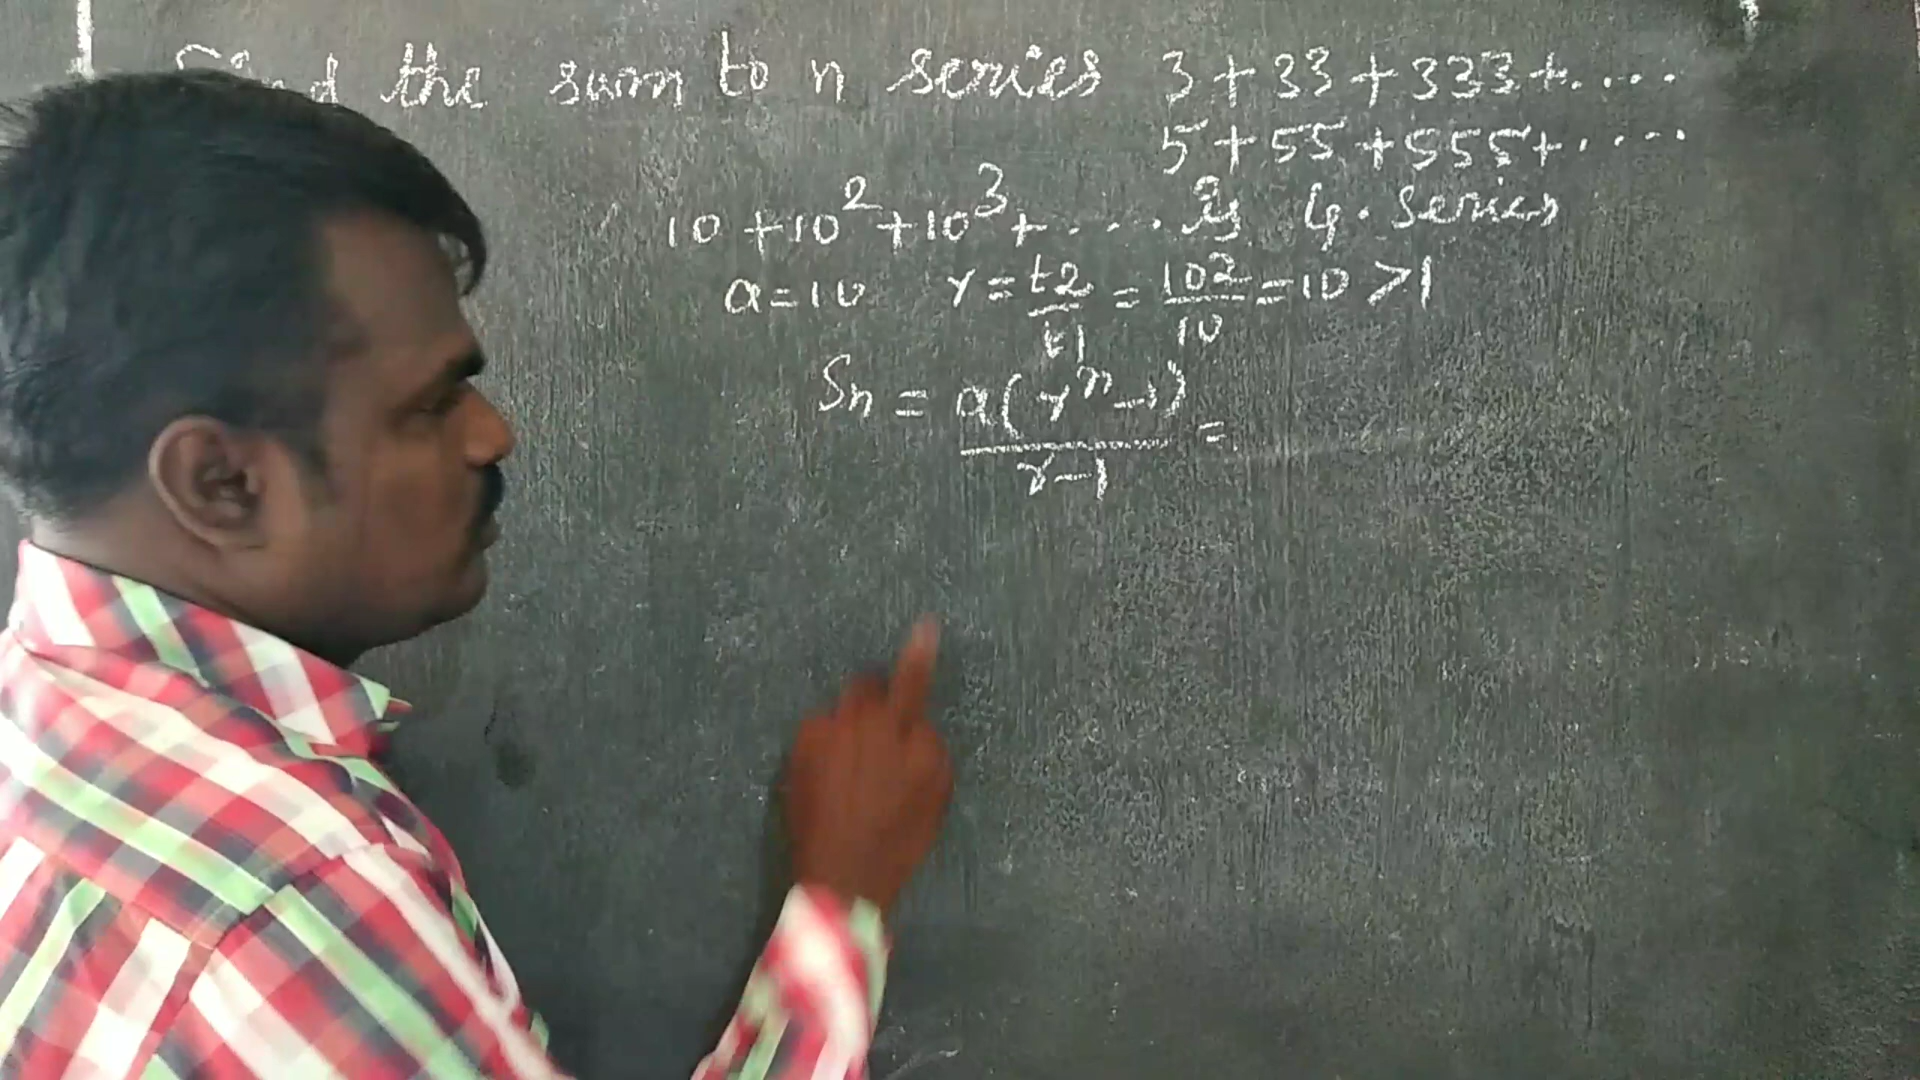 Find the sum to n series 3+33+333+....
5+55+555+....
10+10²+10³+.... is G. Series
a=10 r=t2/t1=10²/10=10>1
Sn=a(rⁿ-1)/r-1=